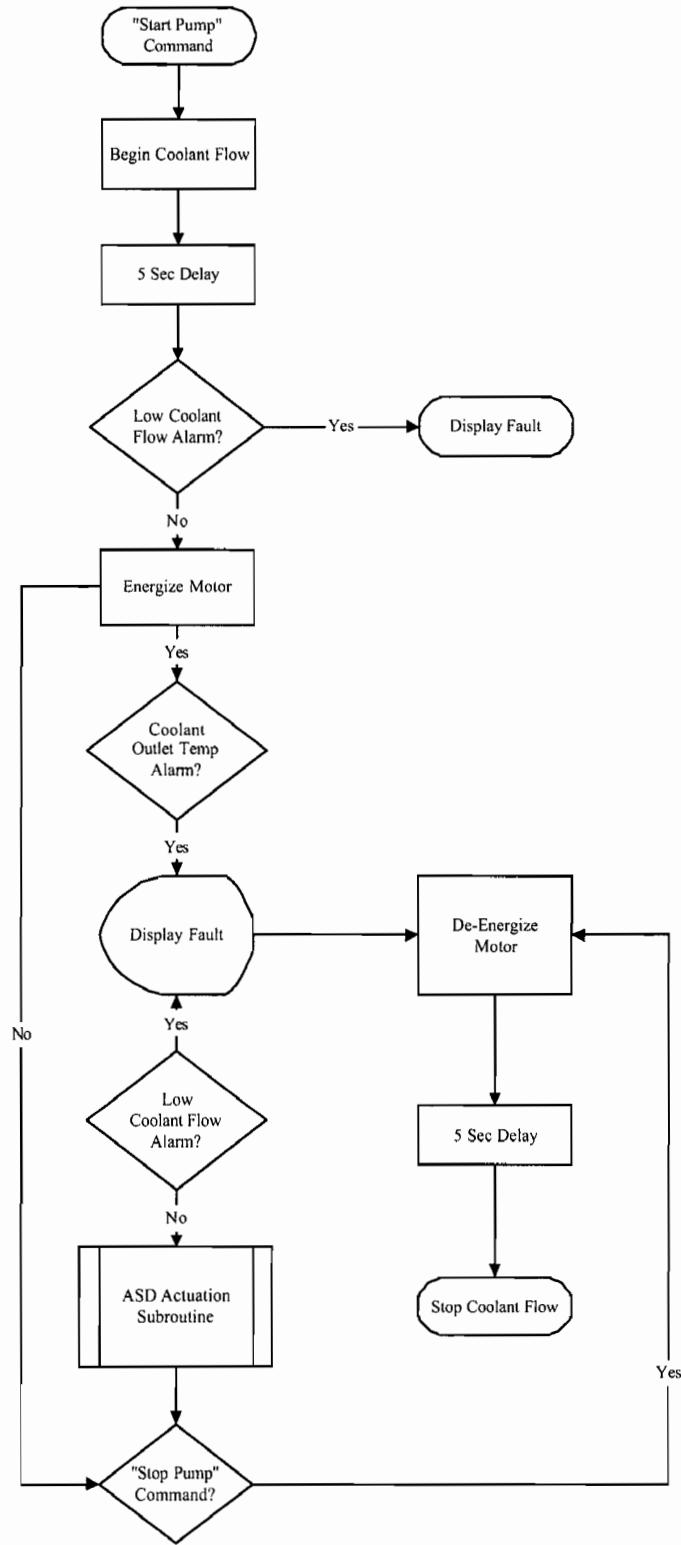 "Start Pump"
Command
Begin Coolant Flow
5 Sec Delay
Low Coolant
Flow Alarm?
Yes
Display Fault
No
Energize Motor
Yes
Coolant
Outlet Temp
Alarm?
Yes
Display Fault
De-Energize
Motor
No
Yes
Low
Coolant Flow
Alarm?
5 Sec Delay
No
ASD Actuation
Subroutine
Stop Coolant Flow
Yes
"Stop Pump"
Command?